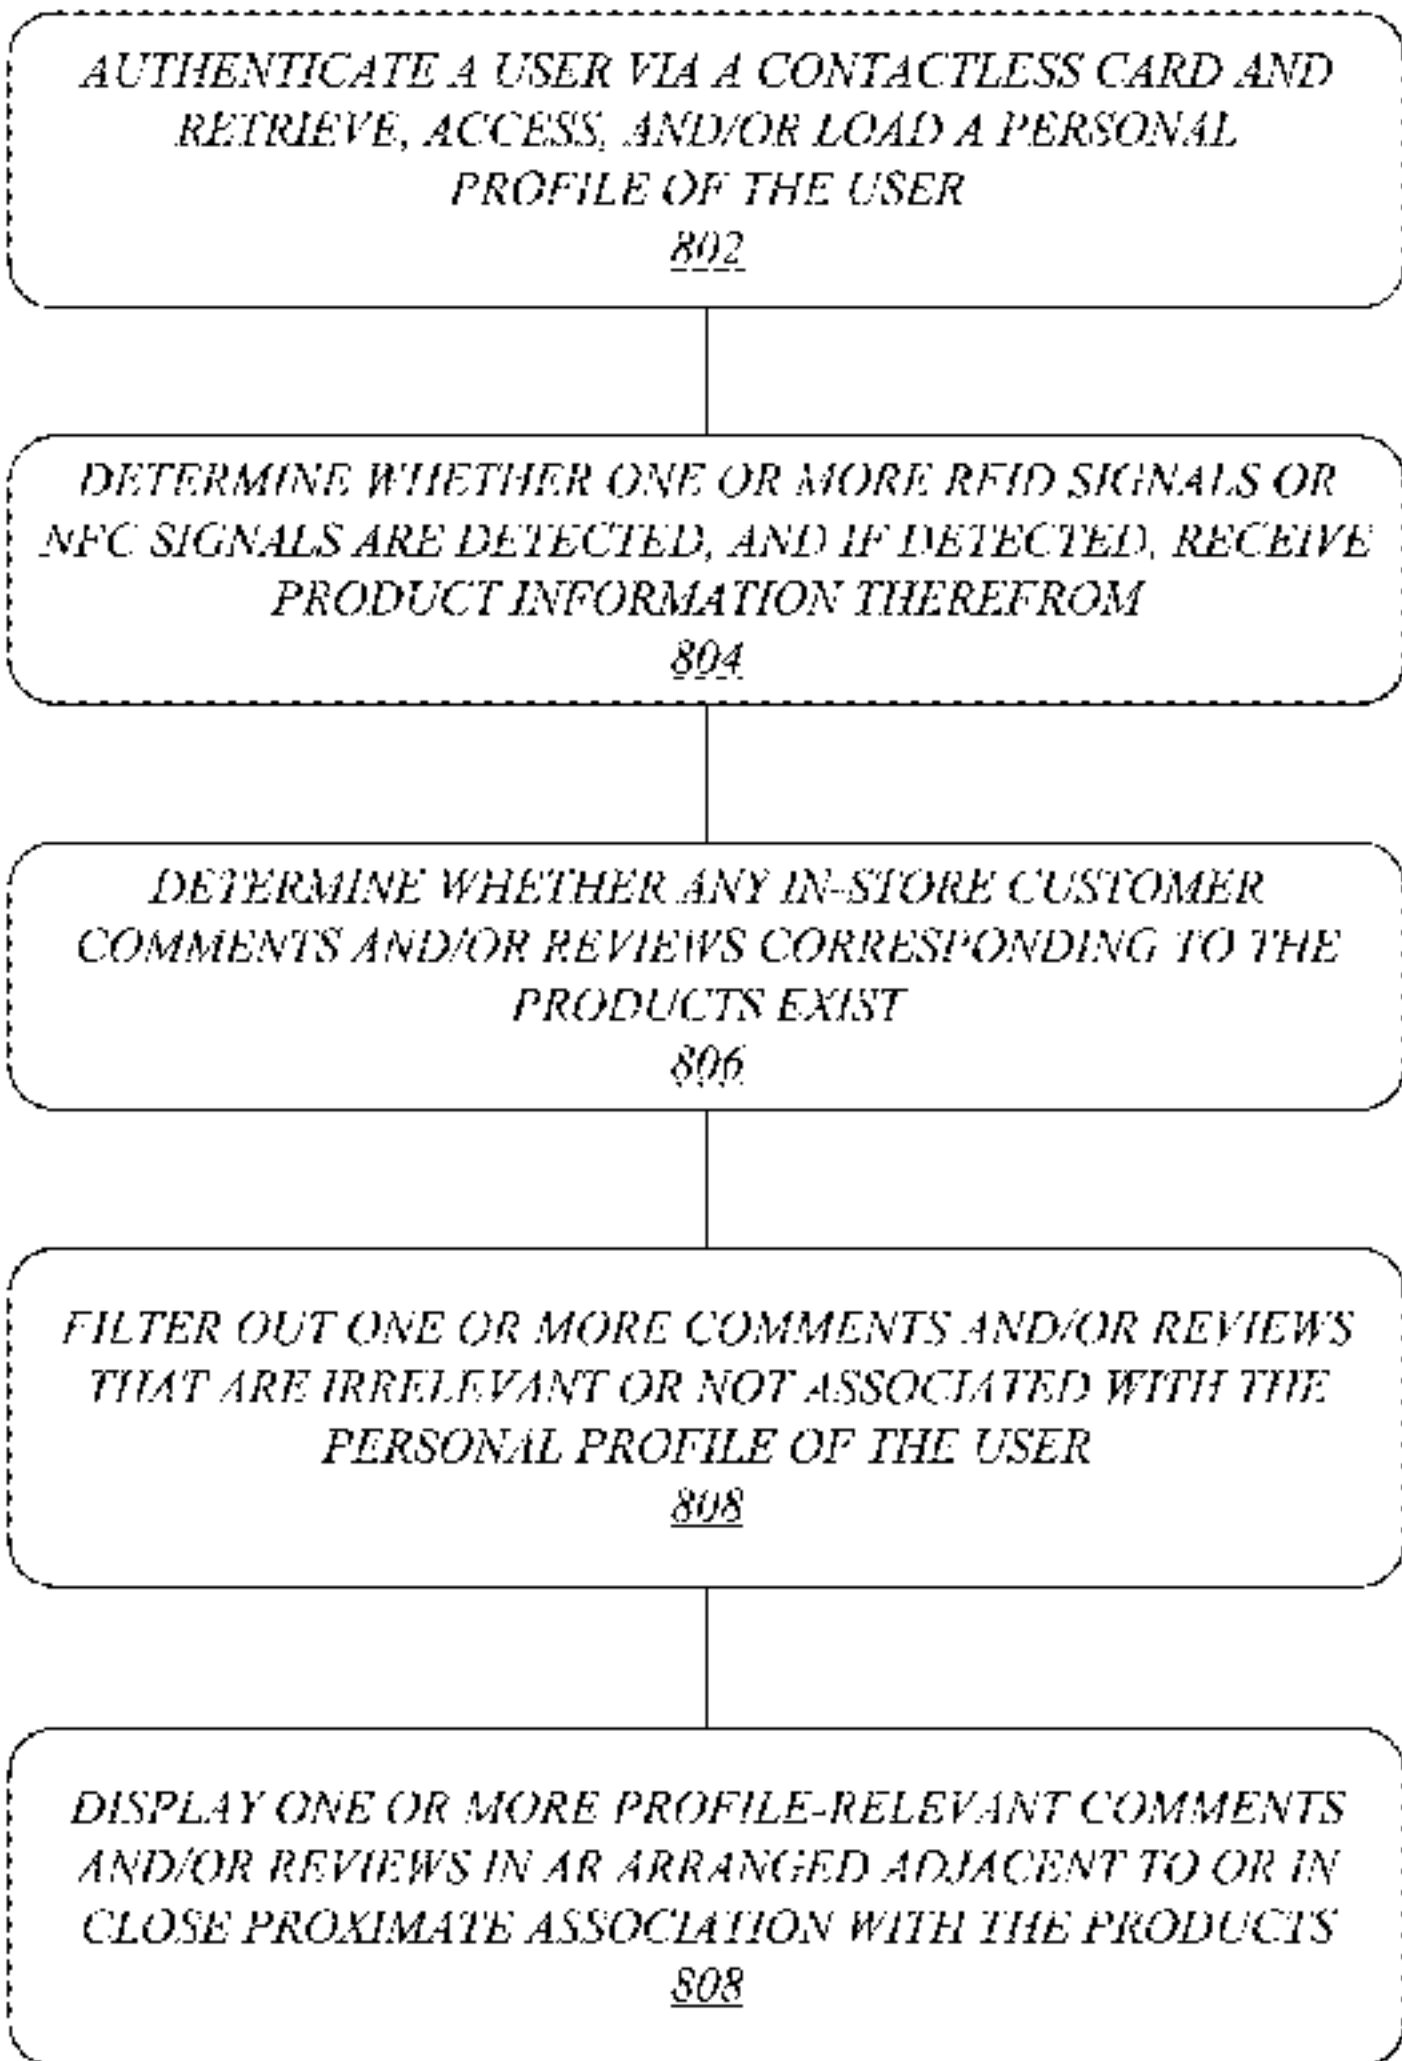 AUTHENTICATE A USER VIA A CONTACTLESS CARD AND
RETRIEVE, ACCESS, AND/OR LOAD A PERSONAL
PROFILE OF THE USER
802
DETERMINE WHETHER ONE OR MORE RFID SIGNALS OR
NFC SIGNALS ARE DETECTED, AND IF DETECTED, RECEIVE
PRODUCT INFORMATION THEREFROM
804
DETERMINE WHETHER ANY IN-STORE CUSTOMER
COMMENTS AND/OR REVIEWS CORRESPONDING TO THE
PRODUCTS EXIST
806
FILTER OUT ONE OR MORE COMMENTS AND/OR REVIEWS
THAT ARE IRRELEVANT OR NOT ASSOCIATED WITH THE
PERSONAL PROFILE OF THE USER
808
DISPLAY ONE OR MORE PROFILE-RELEVANT COMMENTS
AND/OR REVIEWS IN AR ARRANGED ADJACENT TO OR IN
CLOSE PROXIMATE ASSOCIATION WITH THE PRODUCTS
808